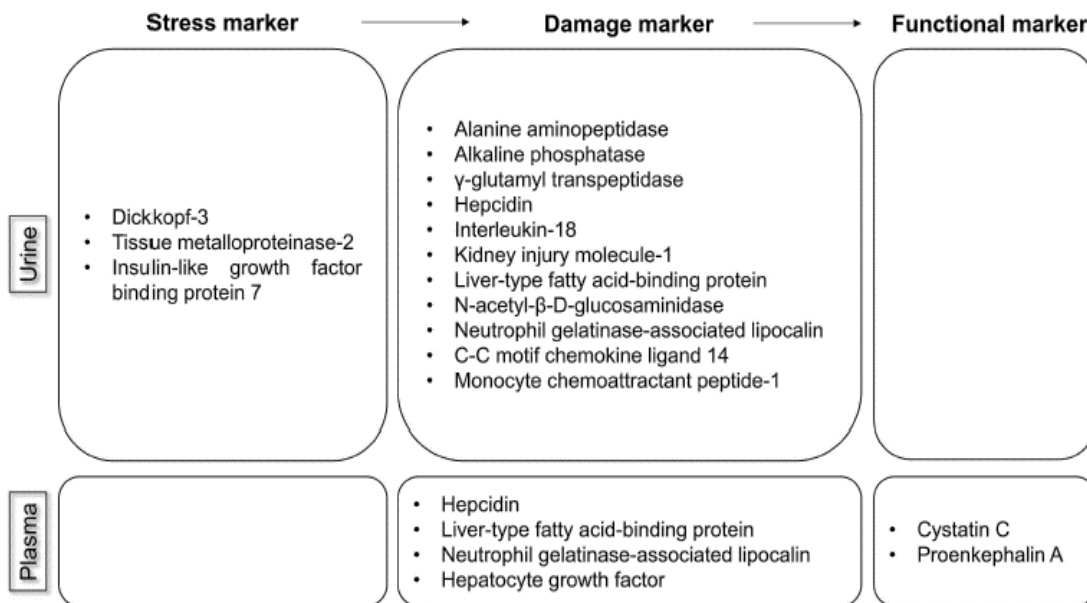 Stress marker
Damage marker
Functional marker
Urine
• Dickkopf-3
• Tissue metalloproteinase-2
• Insulin-like growth factor
binding protein 7
• Alanine aminopeptidase
• Alkaline phosphatase
• γ-glutamyl transpeptidase
• Hepcidin
• Interleukin-18
• Kidney injury molecule-1
• Liver-type fatty acid-binding protein
• N-acetyl-β-D-glucosaminidase
• Neutrophil gelatinase-associated lipocalin
• C-C motif chemokine ligand 14
• Monocyte chemoattractant peptide-1
Plasma
• Hepcidin
• Liver-type fatty acid-binding protein
• Neutrophil gelatinase-associated lipocalin
• Hepatocyte growth factor
• Cystatin C
• Proenkephalin A